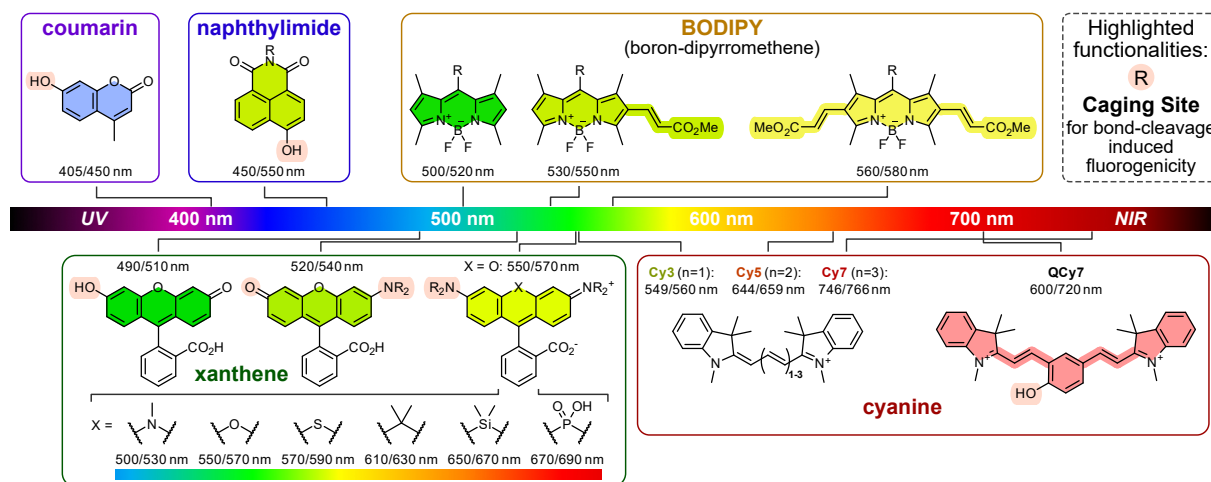 coumarin
HO
O
O
405/450 nm
naphthylimide
R
O
N
O
OH
450/550 nm
BODIPY
(boron-dipyrromethene)
R
N⁺
N
B⁻
F
F
500/520 nm
R
N⁺
N
B⁻
F
F
CO₂Me
530/550 nm
MeO₂C
R
N⁺
N
B⁻
F
F
CO₂Me
560/580 nm
Highlighted
functionalities:
R
Caging Site
for bond-cleavage
induced
fluorogenicity
UV
400 nm
500 nm
600 nm
700 nm
NIR
490/510 nm
HO
O
O
CO₂H
520/540 nm
O
O
NR₂
CO₂H
X = O: 550/570 nm
R₂N
X
NR₂⁺
CO₂⁻
xanthene
X =
N
O
S
Si
O
OH
P
500/530 nm
550/570 nm
570/590 nm
610/630 nm
650/670 nm
670/690 nm
Cy3 (n=1):
549/560 nm
Cy5 (n=2):
644/659 nm
Cy7 (n=3):
746/766 nm
QCy7
600/720 nm
N
1-3
N⁺
N⁺
HO
N⁺
cyanine